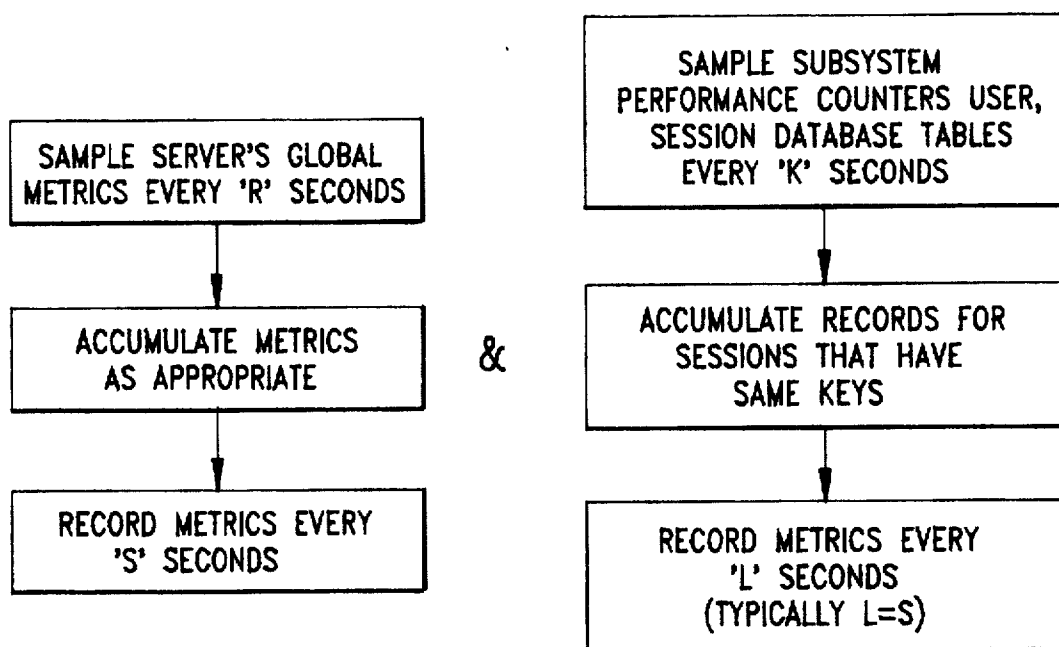 SAMPLE SERVER'S GLOBAL
METRICS EVERY 'R' SECONDS
ACCUMULATE METRICS
AS APPROPRIATE
RECORD METRICS EVERY
'S' SECONDS
&
SAMPLE SUBSYSTEM
PERFORMANCE COUNTERS USER,
SESSION DATABASE TABLES
EVERY 'K' SECONDS
ACCUMULATE RECORDS FOR
SESSIONS THAT HAVE
SAME KEYS
RECORD METRICS EVERY
'L' SECONDS
(TYPICALLY L=S)